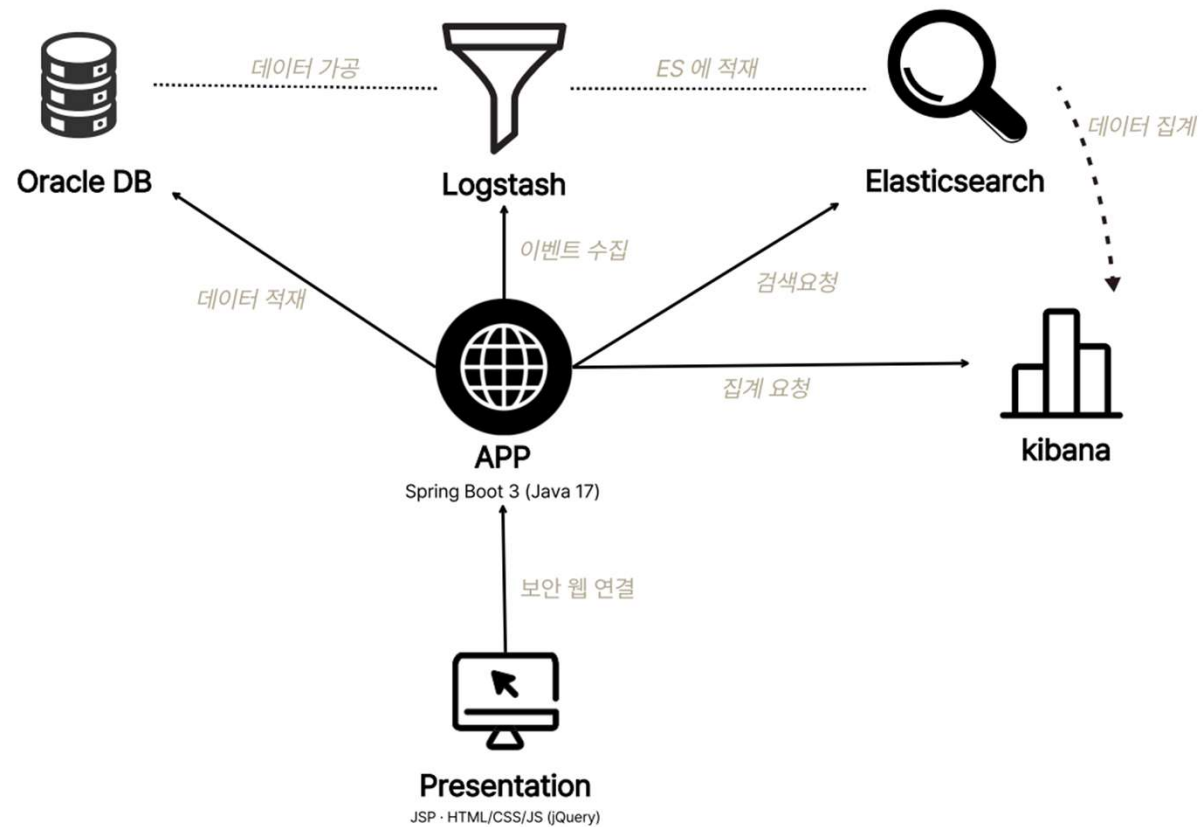 데이터 가공
ES 에 적재
데이터 집계
Oracle DB
Logstash
Elasticsearch
이벤트 수집
검색요청
데이터 적재
집계 요청
kibana
APP
Spring Boot 3 (Java 17)
보안 웹 연결
Presentation
JSP · HTML/CSS/JS (jQuery)